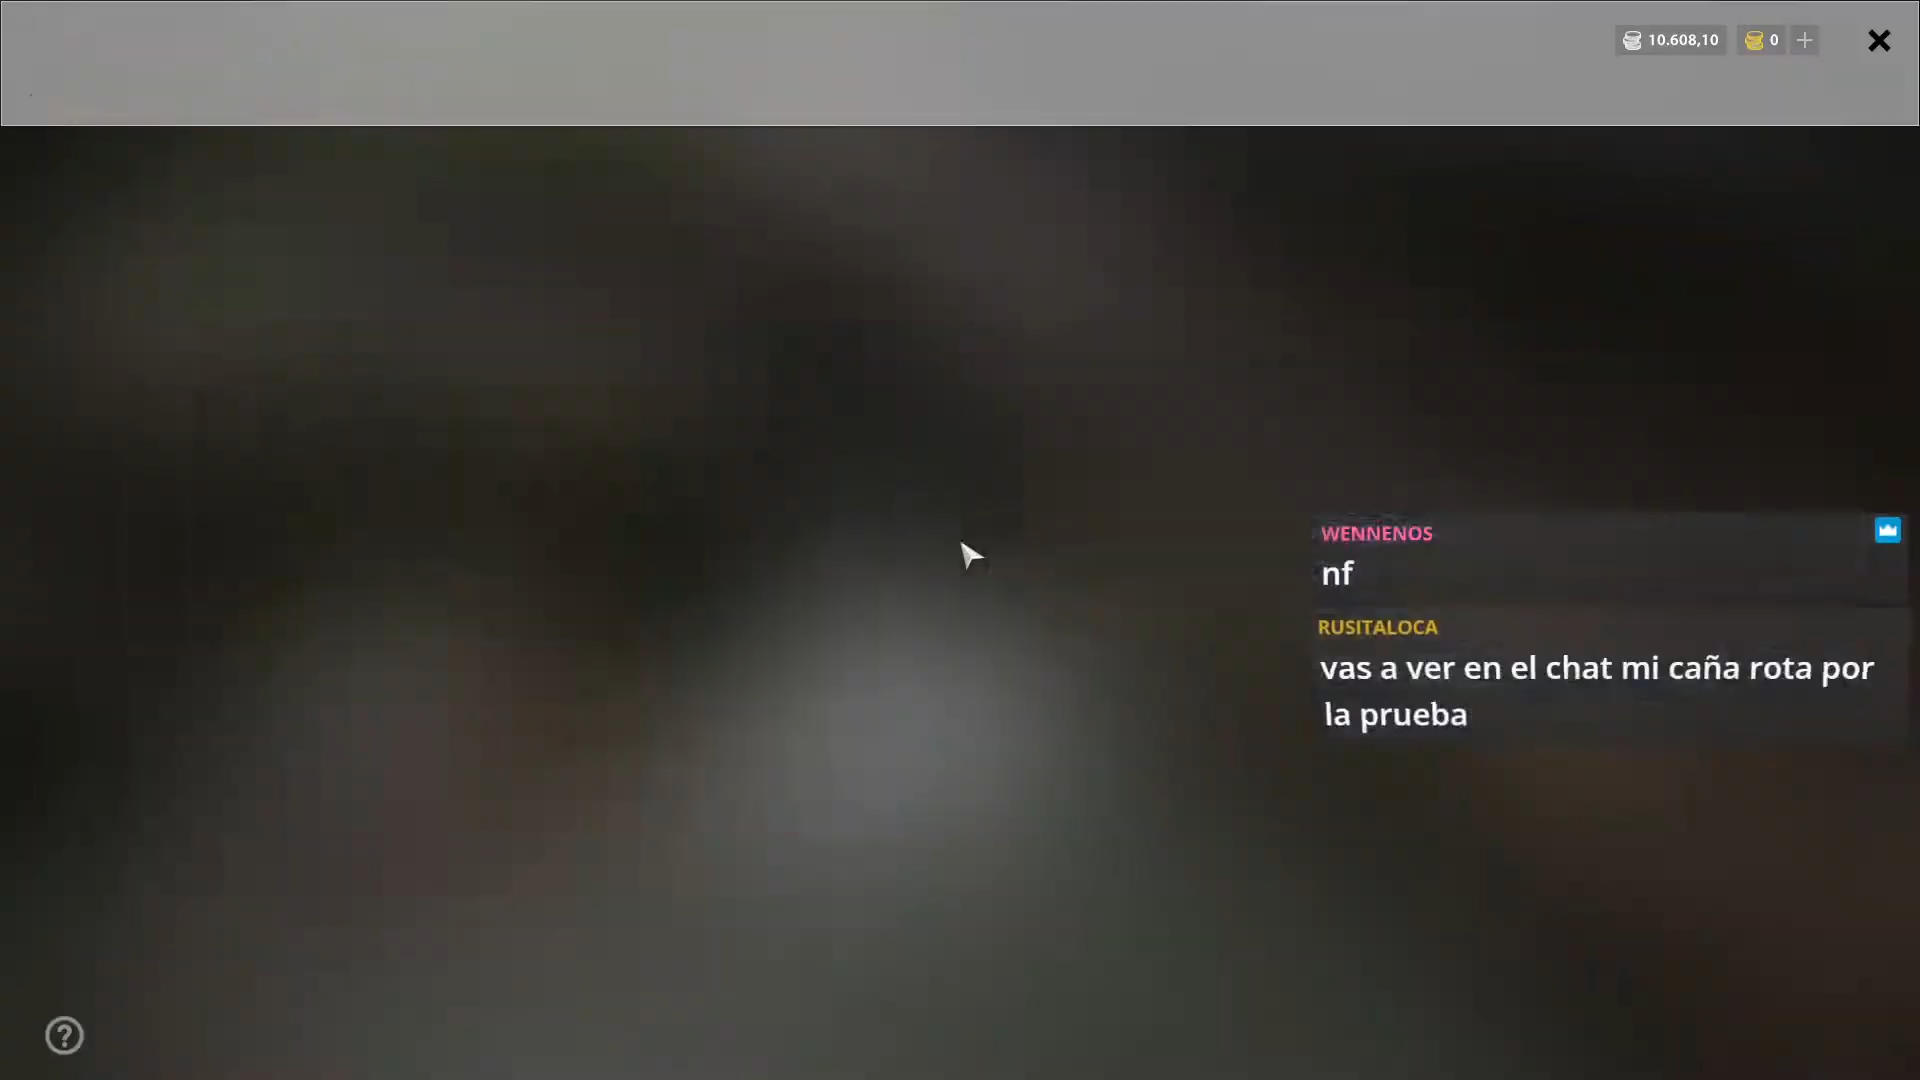 10.608,10 0
WENNENOS
nf
RUSITALOCA
vas a ver en el chat mi caña rota por
la prueba